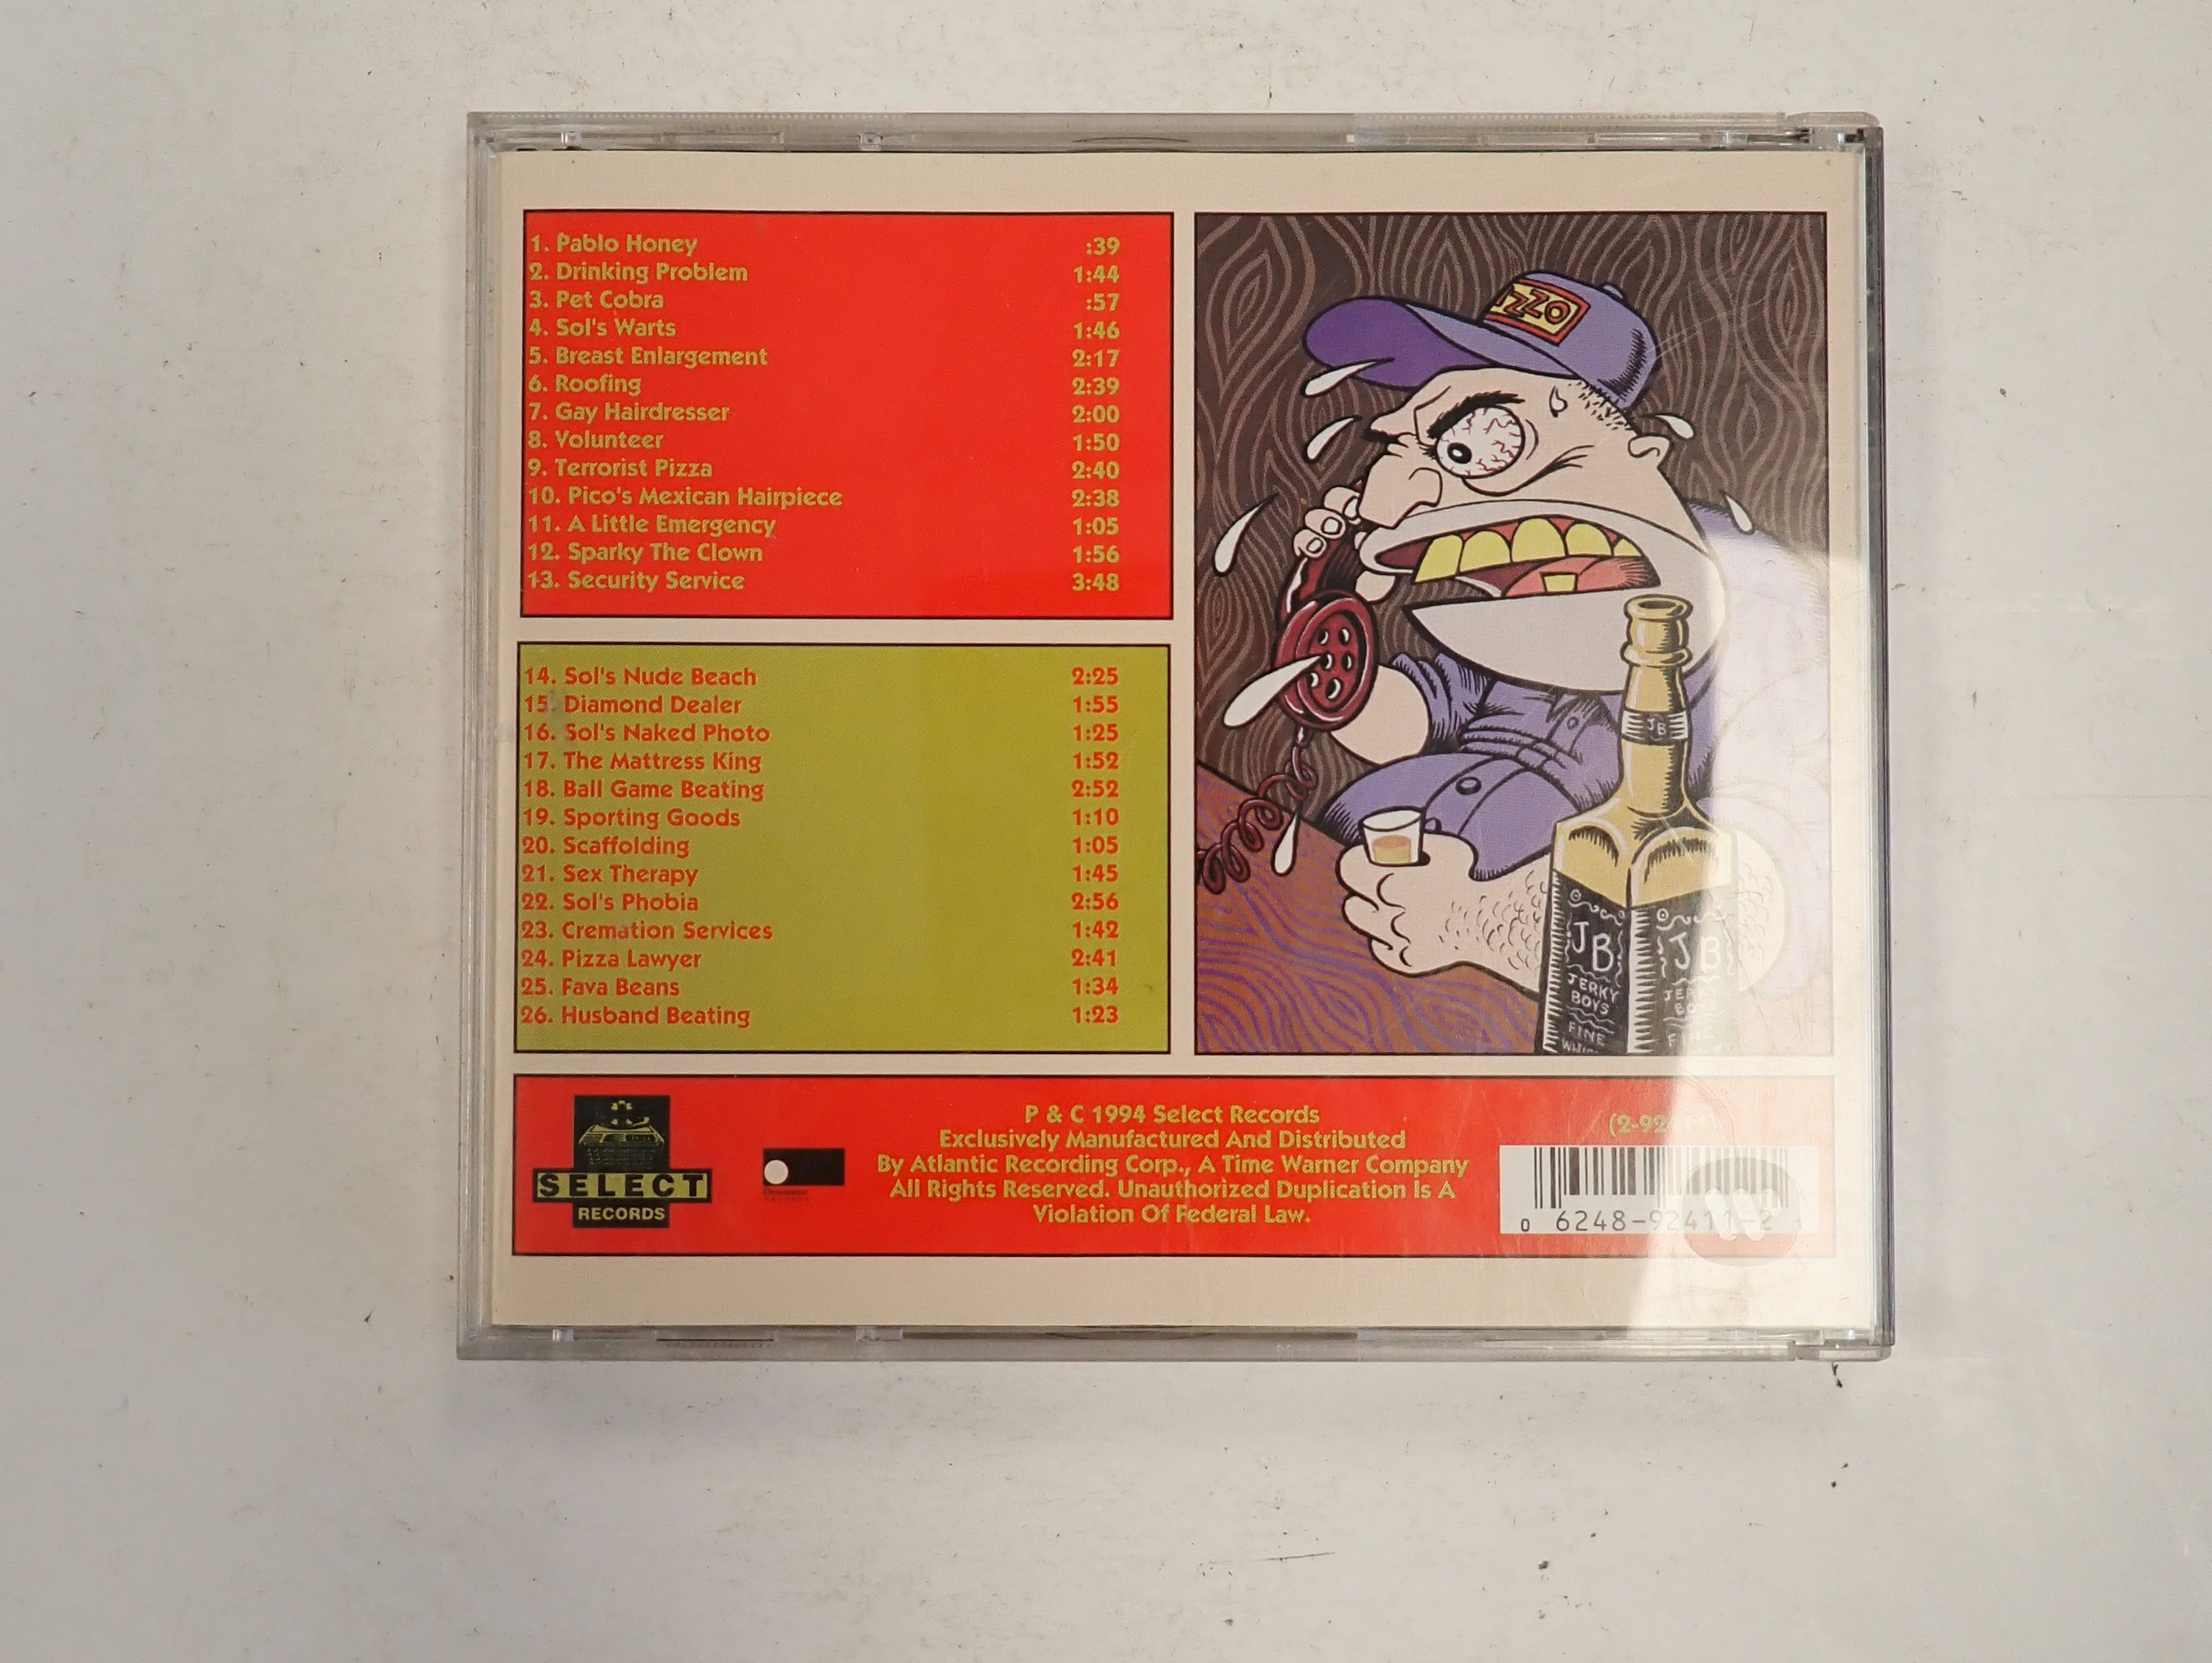 1. Pablo Honey :39
2. Drinking Problem 1:44
3. Pet Cobra :57
4. Sol's Warts 1:46
5. Breast Enlargement 2:17
6. Roofing 2:39
7. Gay Hairdresser 2:00
8. Volunteer 1:50
9. Terrorist Pizza 2:40
10. Pico's Mexican Hairpiece 2:38
11. A Little Emergency 1:05
12. Sparky The Clown 1:56
13. Security Service 3:48
14. Sol's Nude Beach 2:25
15. Diamond Dealer 1:55
16. Sol's Naked Photo 1:25
17. The Mattress King 1:52
18. Ball Game Beating 2:52
19. Sporting Goods 1:10
20. Scaffolding 1:05
21. Sex Therapy 1:45
22. Sol's Phobia 2:56
23. Cremation Services 1:42
24. Pizza Lawyer 2:41
25. Fava Beans 1:34
26. Husband Beating 1:23
ZZO
JB
JB
JERKY
BOYS
FINE
JB
SELECT
RECORDS
P & C 1994 Select Records
Exclusively Manufactured And Distributed
By Atlantic Recording Corp., A Time Warner Company
All Rights Reserved. Unauthorized Duplication Is A
Violation Of Federal Law.
0 6248-92411-2